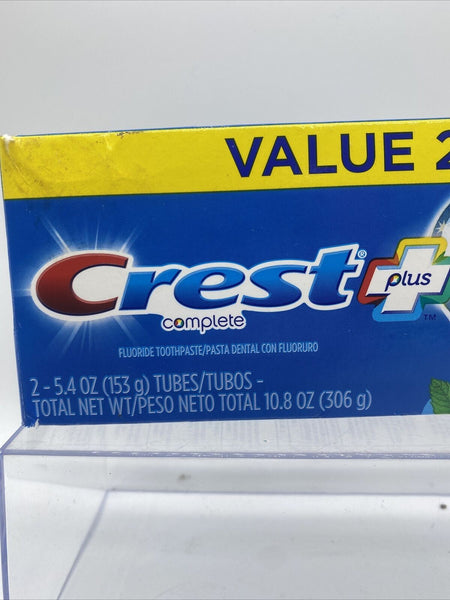 VALUE 2
Crest plus™
complete
FLUORIDE TOOTHPASTE/PASTA DENTAL CON FLUORURO
2 - 5.4 OZ (153 g) TUBES/TUBOS -
TOTAL NET WT/PESO NETO TOTAL 10.8 OZ (306 g)